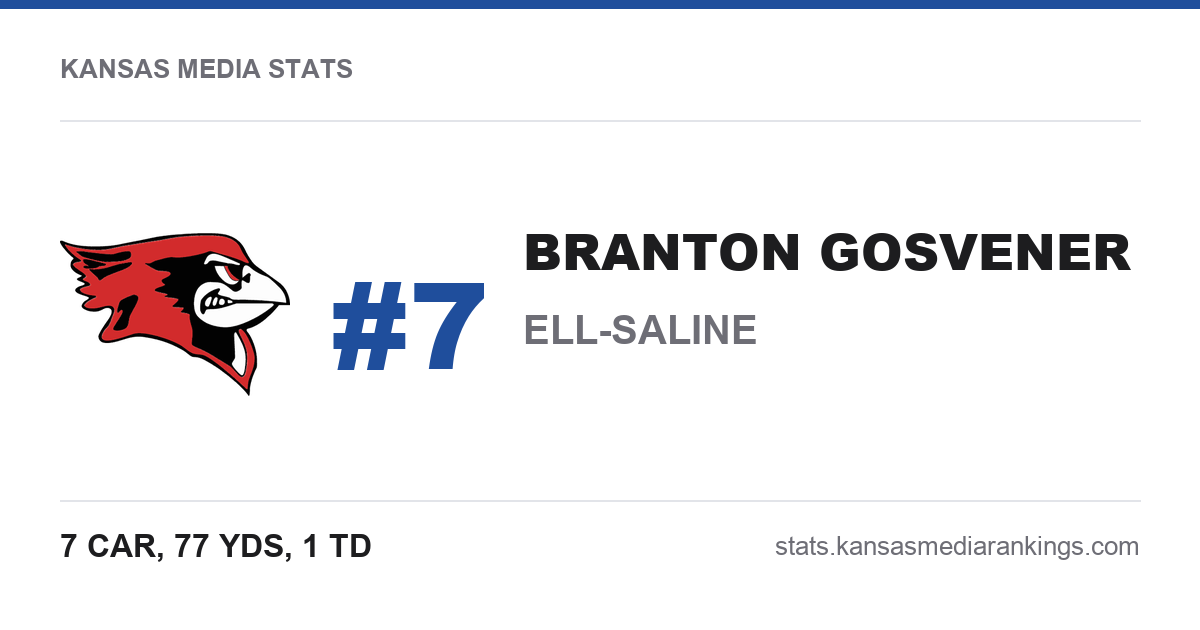 KANSAS MEDIA STATS
#7
BRANTON GOSVENER
ELL-SALINE
7 CAR, 77 YDS, 1 TD
stats.kansasmediarankings.com